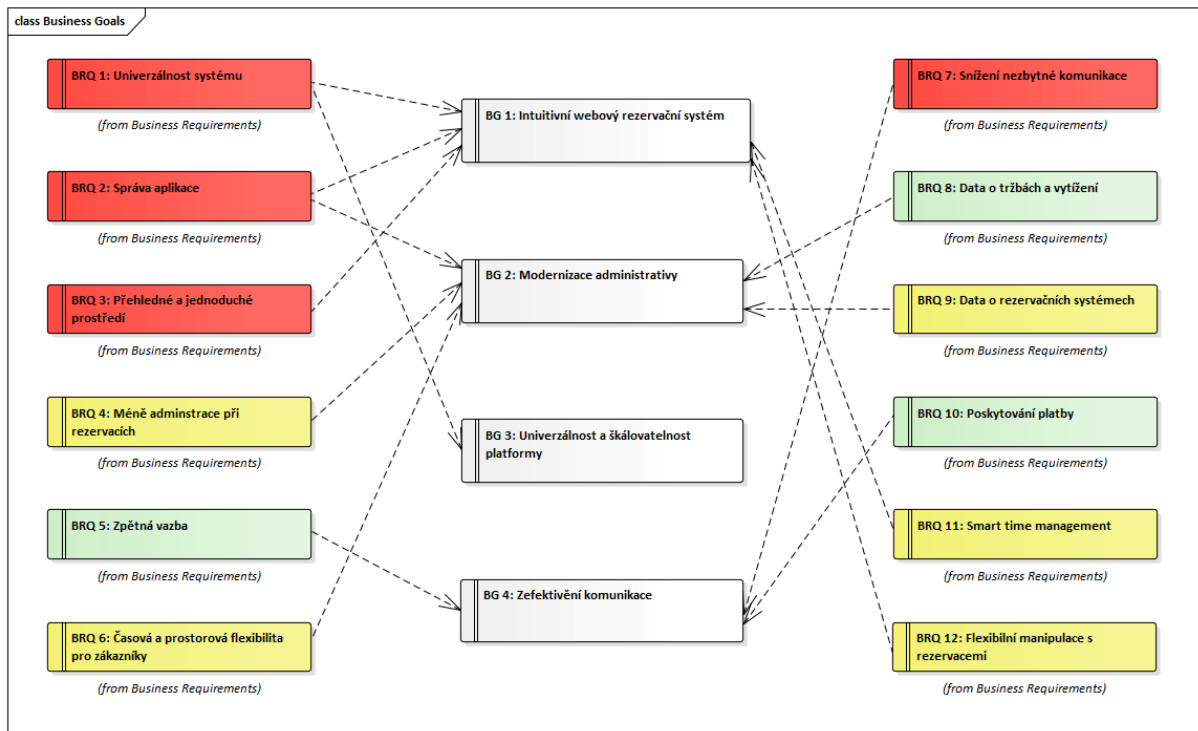 class Business Goals
BRQ 1: Univerzálnost systému
(from Business Requirements)
BRQ 2: Správa aplikace
(from Business Requirements)
BRQ 3: Přehledné a jednoduché
prostředí
(from Business Requirements)
BRQ 4: Méně adminstrace při
rezervacích
(from Business Requirements)
BRQ 5: Zpětná vazba
(from Business Requirements)
BRQ 6: Časová a prostorová flexibilita
pro zákazníky
(from Business Requirements)
BG 1: Intuitivní webový rezervační systém
BG 2: Modernizace administrativy
BG 3: Univerzálnost a škálovatelnost
platformy
BG 4: Zefektivění komunikace
BRQ 7: Snížení nezbytné komunikace
(from Business Requirements)
BRQ 8: Data o tržbách a vytížení
(from Business Requirements)
BRQ 9: Data o rezervačních systémech
(from Business Requirements)
BRQ 10: Poskytování platby
(from Business Requirements)
BRQ 11: Smart time management
(from Business Requirements)
BRQ 12: Flexibilní manipulace s
rezervacemi
(from Business Requirements)